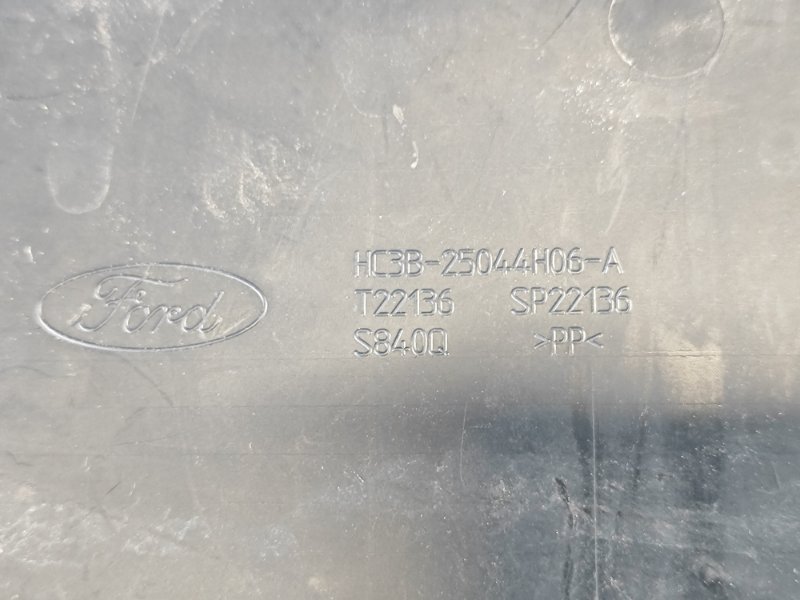 Ford
HC3B-25044H06-A
T22136 SP22136
S840Q >PP<